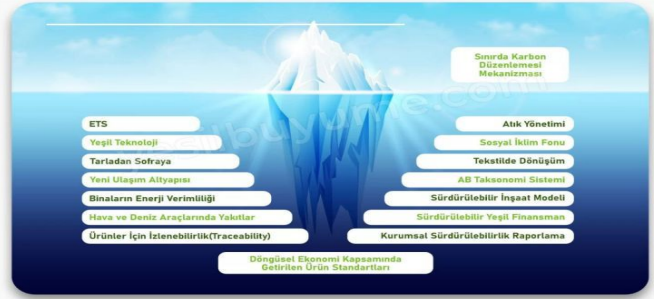 Sınırda Karbon
Düzenlemesi
Mekanizması
ETS
Yeşil Teknoloji
Tarladan Sofraya
Yeni Ulaşım Altyapısı
Binaların Enerji Verimliliği
Hava ve Deniz Araçlarında Yakıtlar
Ürünler İçin İzlenebilirlik(Traceability)
Atık Yönetimi
Sosyal İklim Fonu
Tekstilde Dönüşüm
AB Taksonomi Sistemi
Sürdürülebilir İnşaat Modeli
Sürdürülebilir Yeşil Finansman
Kurumsal Sürdürülebilirlik Raporlama
Döngüsel Ekonomi Kapsamında
Getirilen Ürün Standartları